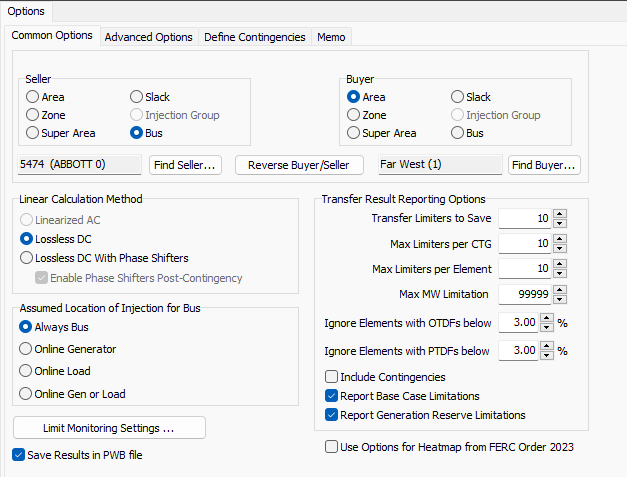 Options
Common Options Advanced Options Define Contingencies Memo
Seller
Area Slack
Zone Injection Group
Super Area Bus
Buyer
Area Slack
Zone Injection Group
Super Area Bus
5474 (ABBOTT 0) Find Seller... Reverse Buyer/Seller Far West (1) Find Buyer...
Linear Calculation Method
Linearized AC
Lossless DC
Lossless DC With Phase Shifters
Enable Phase Shifters Post-Contingency
Assumed Location of Injection for Bus
Always Bus
Online Generator
Online Load
Online Gen or Load
Limit Monitoring Settings ...
Save Results in PWB file
Transfer Result Reporting Options
Transfer Limiters to Save 10
Max Limiters per CTG 10
Max Limiters per Element 10
Max MW Limitation 99999
Ignore Elements with OTDFs below 3.00 %
Ignore Elements with PTDFs below 3.00 %
Include Contingencies
Report Base Case Limitations
Report Generation Reserve Limitations
Use Options for Heatmap from FERC Order 2023